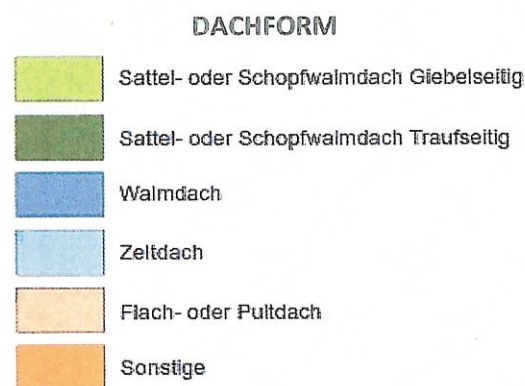 DACHFORM
Sattel- oder Schopfwalmdach Giebelseitig
Sattel- oder Schopfwalmdach Traufseitig
Walmdach
Zeltdach
Flach- oder Pultdach
Sonstige